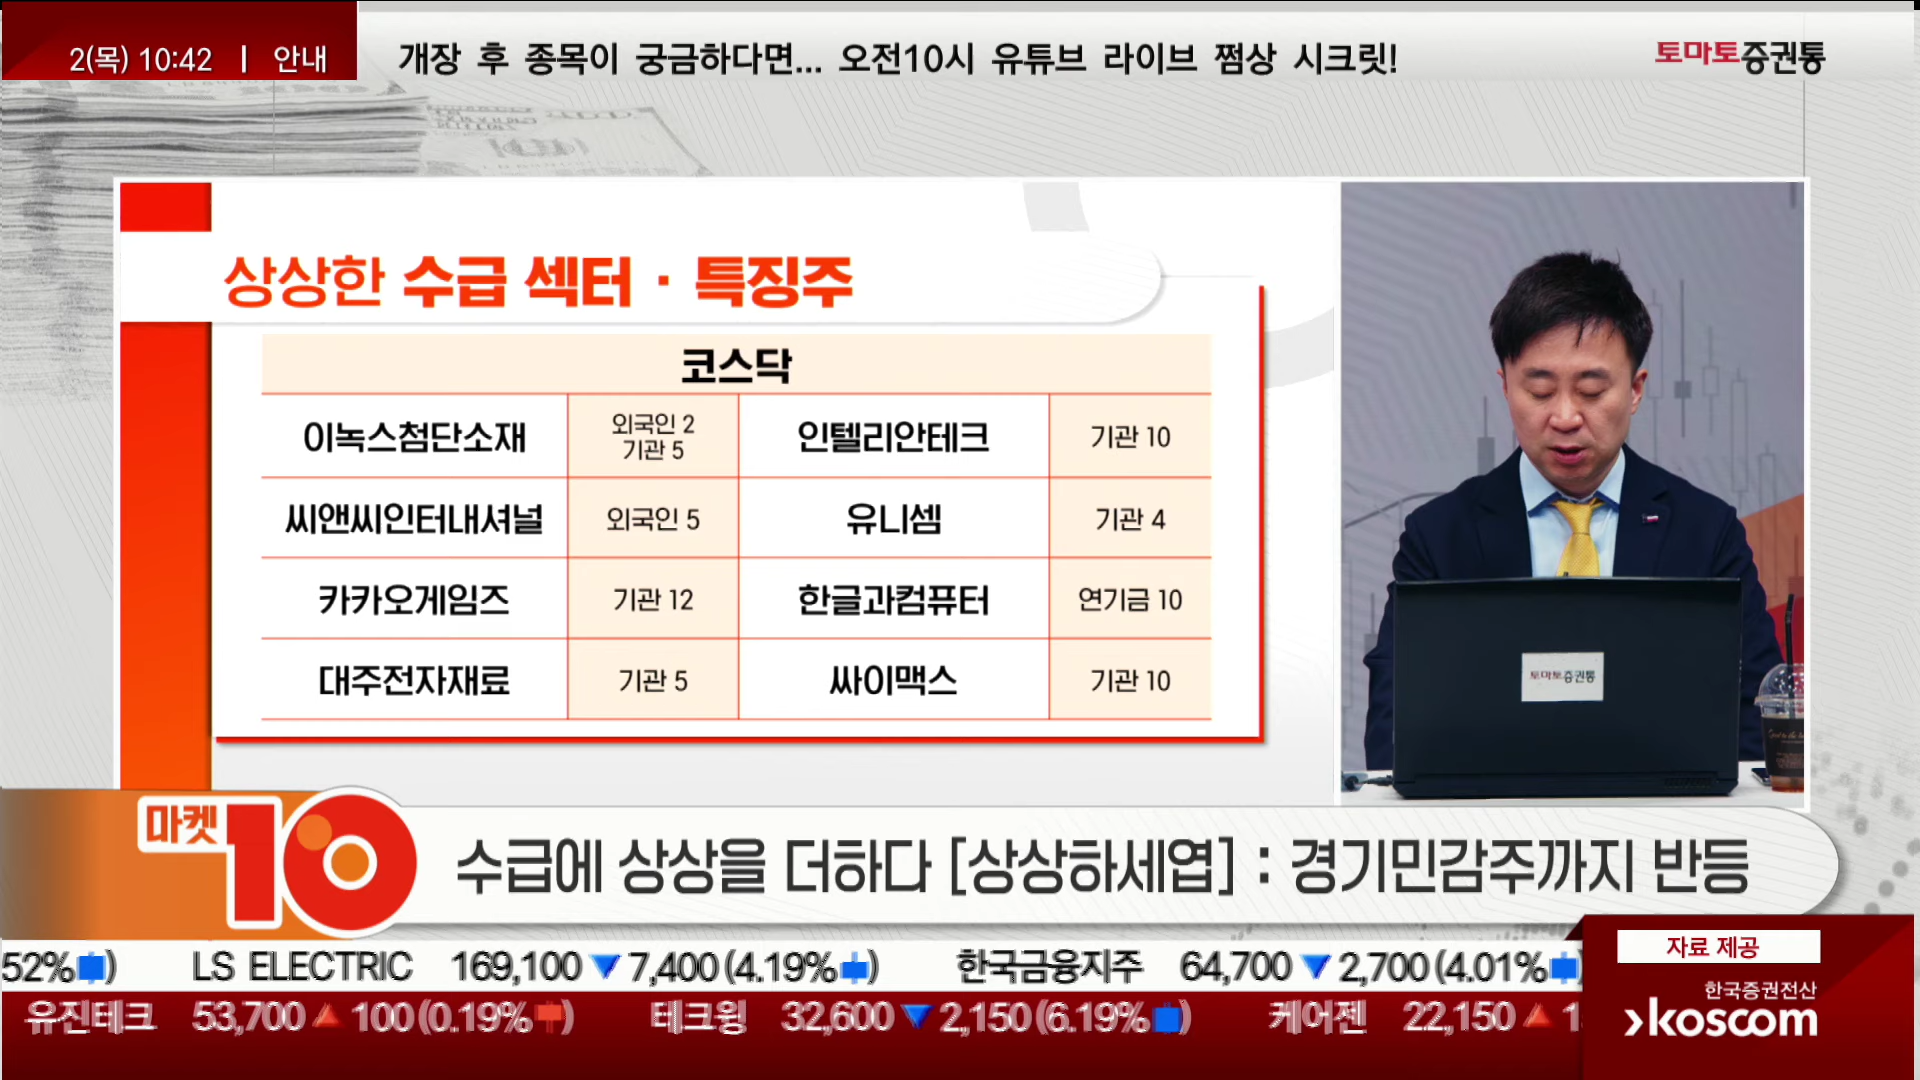 2(목) 10:42 | 안내
개장 후 종목이 궁금하다면... 오전10시 유튜브 라이브 쩜상 시크릿!
토마토증권통
상상한 수급 섹터 · 특징주
코스닥
이녹스첨단소재 외국인 2 기관 5 인텔리안테크 기관 10
씨앤씨인터내셔널 외국인 5 유니셈 기관 4
카카오게임즈 기관 12 한글과컴퓨터 연기금 10
대주전자재료 기관 5 싸이맥스 기관 10
토마토증권통
마켓10
수급에 상상을 더하다 [상상하세엽] : 경기민감주까지 반등
52% ) LS ELECTRIC 169,100 ▼ 7,400 (4.19% ) 한국금융지주 64,700 ▼ 2,700 (4.01%
유진테크 53,700 ▲ 100 (0.19% ) 테크윙 32,600 ▼ 2,150 (6.19% ) 케어젠 22,150 ▲ 1
자료 제공
한국증권전산
koscom